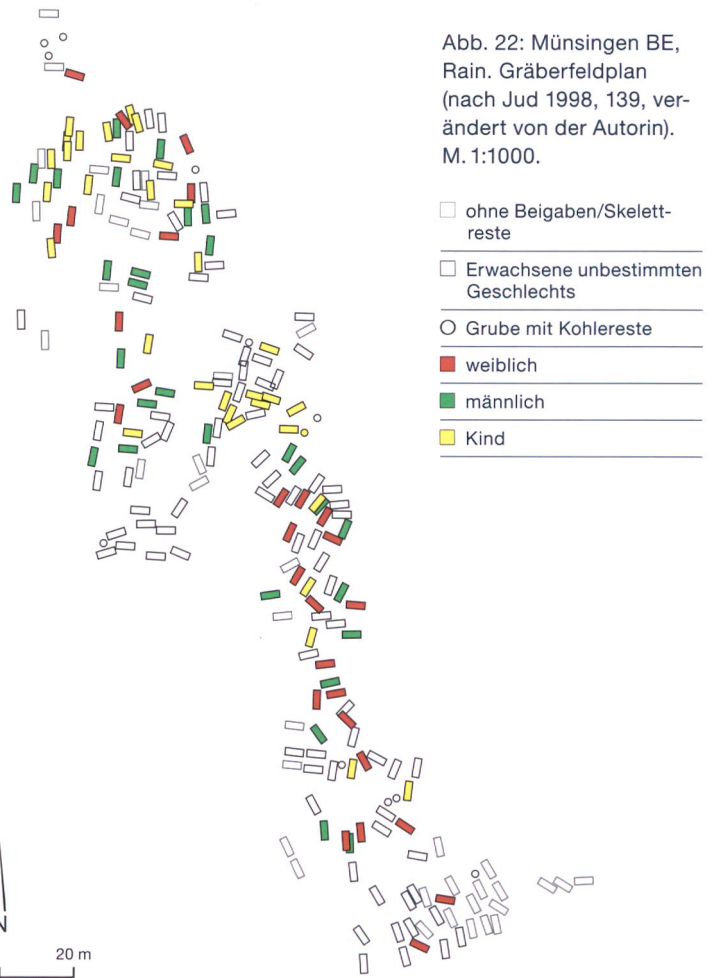 Abb. 22: Münsingen BE,
Rain. Gräberfeldplan
(nach Jud 1998, 139, ver-
ändert von der Autorin).
M. 1:1000.
ohne Beigaben/Skelett-
reste
Erwachsene unbestimmten
Geschlechts
Grube mit Kohlereste
weiblich
männlich
Kind
N
20 m